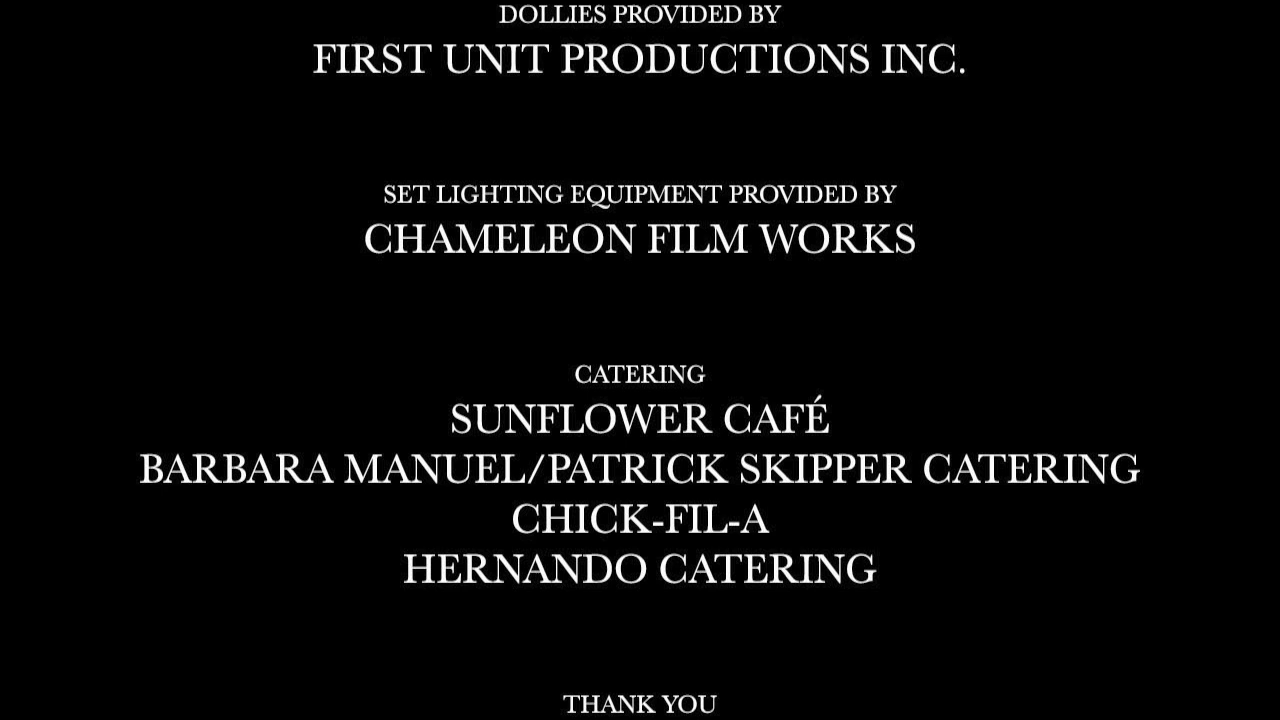 DOLLIES PROVIDED BY
FIRST UNIT PRODUCTIONS INC.
SET LIGHTING EQUIPMENT PROVIDED BY
CHAMELEON FILM WORKS
CATERING
SUNFLOWER CAFÉ
BARBARA MANUEL/PATRICK SKIPPER CATERING
CHICK-FIL-A
HERNANDO CATERING
THANK YOU